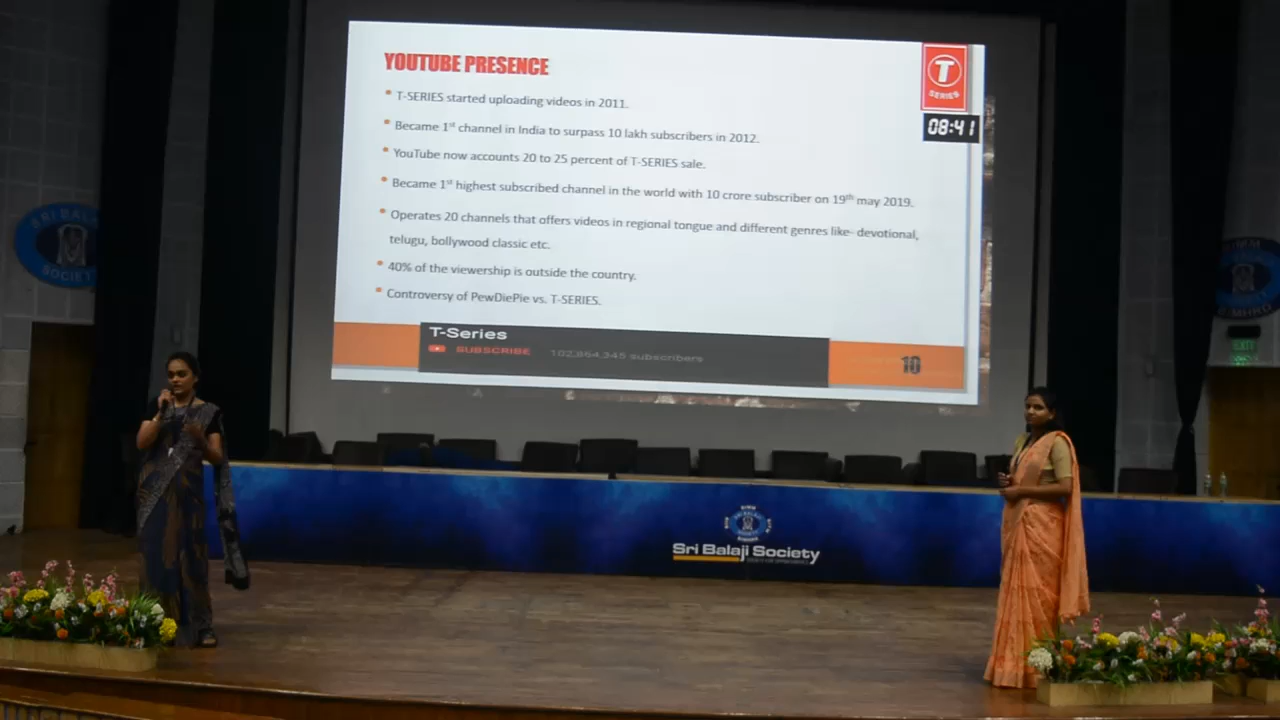 YOUTUBE PRESENCE
T
SERIES
08:41
• T-SERIES started uploading videos in 2011.
• Became 1st channel in India to surpass 10 lakh subscribers in 2012.
• YouTube now accounts 20 to 25 percent of T-SERIES sale.
• Became 1st highest subscribed channel in the world with 10 crore subscriber on 19th may 2019.
• Operates 20 channels that offers videos in regional tongue and different genres like- devotional,
telugu, bollywood classic etc.
• 40% of the viewership is outside the country.
• Controversy of PewDiePie vs. T-SERIES.
T-Series
SUBSCRIBE 102,864,345 subscribers
10
SRI BALAJI
SOCIETY
BIMHRD
EXIT
Sri Balaji Society